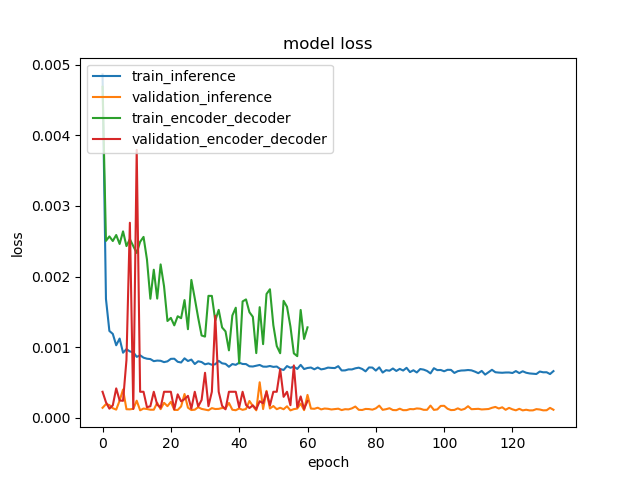 model loss
train_inference
validation_inference
train_encoder_decoder
validation_encoder_decoder
0.005
0.004
0.003
0.002
0.001
0.000
loss
0 20 40 60 80 100 120
epoch